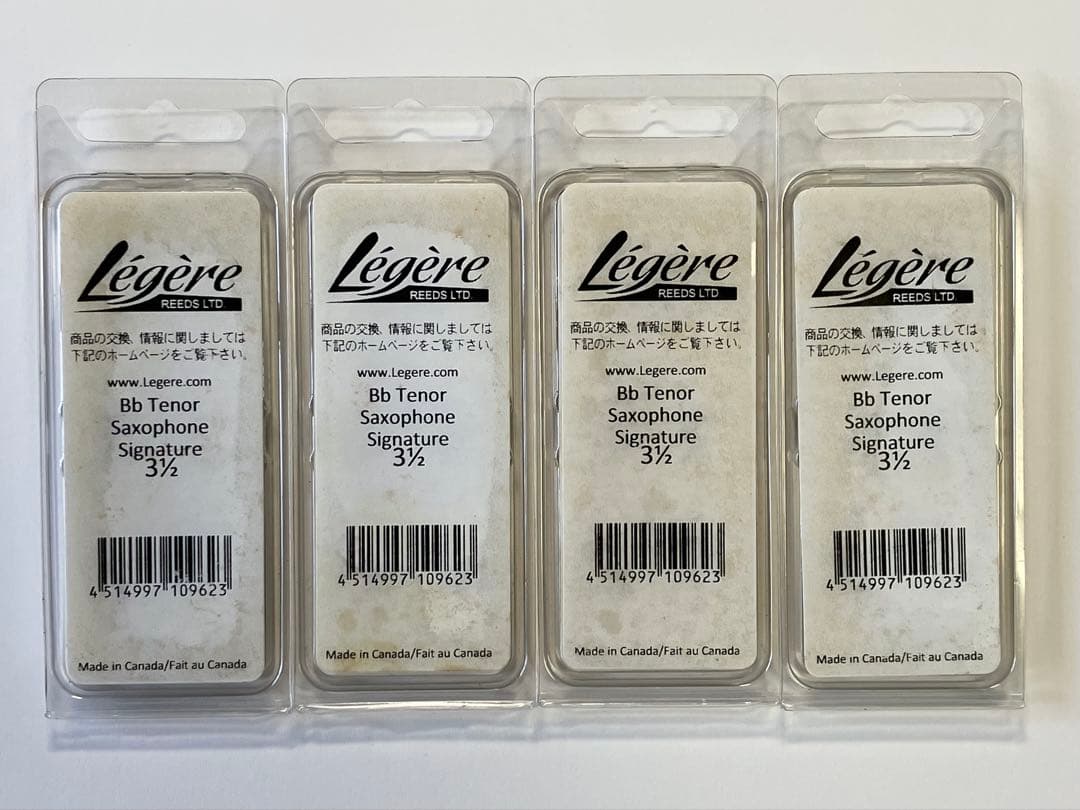 Légère
REEDS LTD
商品の交換、情報に関しましては
下記のホームページをご覧下さい。
www.Legere.com
Bb Tenor
Saxophone
Signature
3½
4 514997 109623
Made in Canada/Fait au Canada
Légère
REEDS LTD.
商品の交換、情報に関しましては
下記のホームページをご覧下さい。
www.Legere.com
Bb Tenor
Saxophone
Signature
3½
4 514997 109623
Made in Canada/Fait au Canada
Légère
REEDS LTD
商品の交換、情報に関しましては
下記のホームページをご覧下さい。
www.Legere.com
Bb Tenor
Saxophone
Signature
3½
4 514997 109623
Made in Canada/Fait au Canada
Légère
REEDS LTD
商品の交換、情報に関しましては
下記のホームページをご覧下さい。
www.Legere.com
Bb Tenor
Saxophone
Signature
3½
4 514997 109623
Made in Canada/Fait au Canada